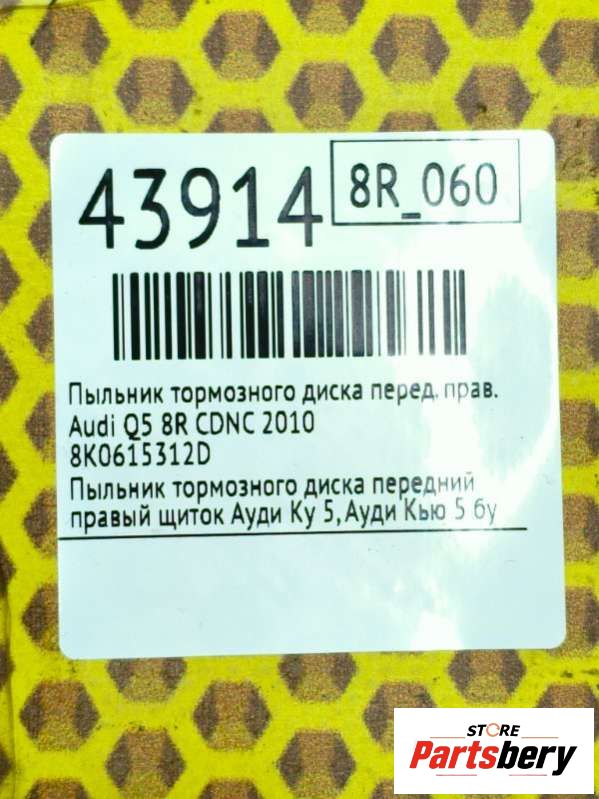 43914
8R_060
Пыльник тормозного диска перед. прав.
Audi Q5 8R CDNC 2010
8K0615312D
Пыльник тормозного диска передний
правый щиток Ауди Ку 5, Ауди Кью 5 бу
STORE
Partsbery